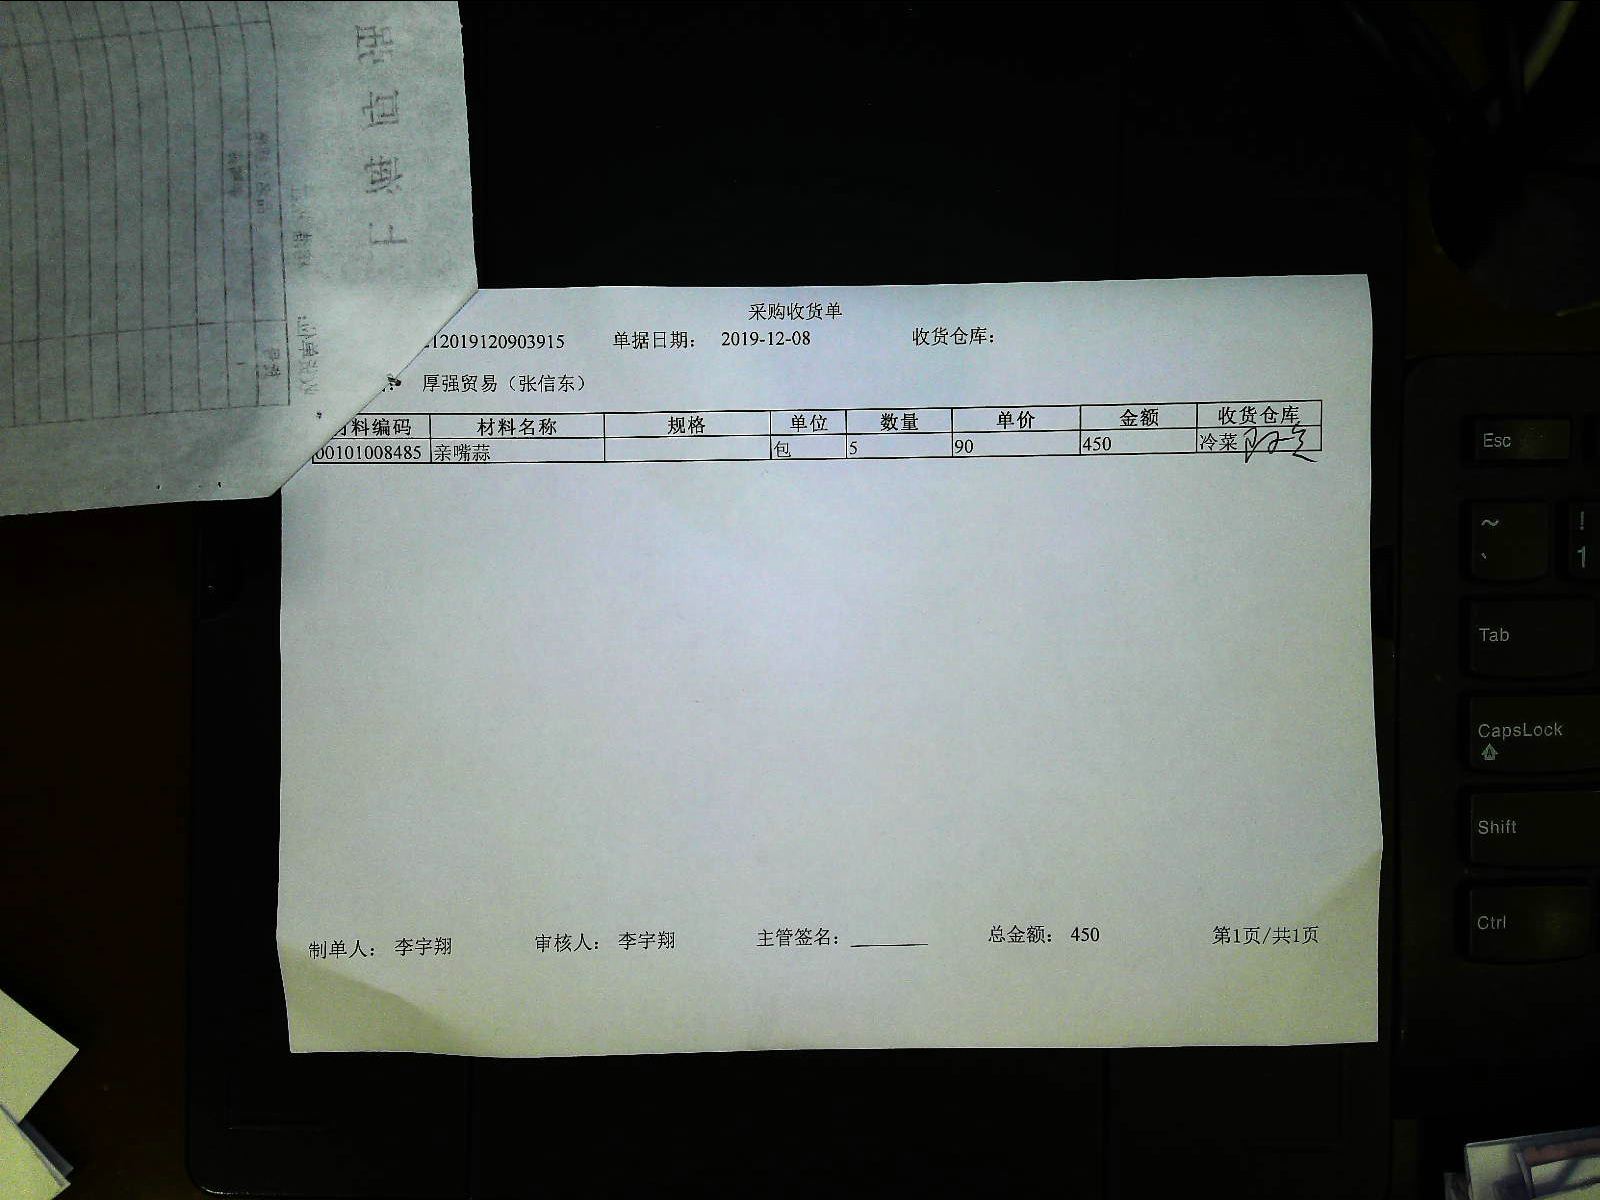 采购收货单
12019120903915 单据日期： 2019-12-08 收货仓库：
厚强贸易（张信东）
材料编码 材料名称 规格 单位 数量 单价 金额 收货仓库
00101008485 亲嘴蒜 包 5 90 450 冷菜
制单人： 李宇翔 审核人： 李宇翔 主管签名： 总金额： 450 第1页/共1页
Esc
~ !
` 1
Tab
CapsLock
Shift
Ctrl